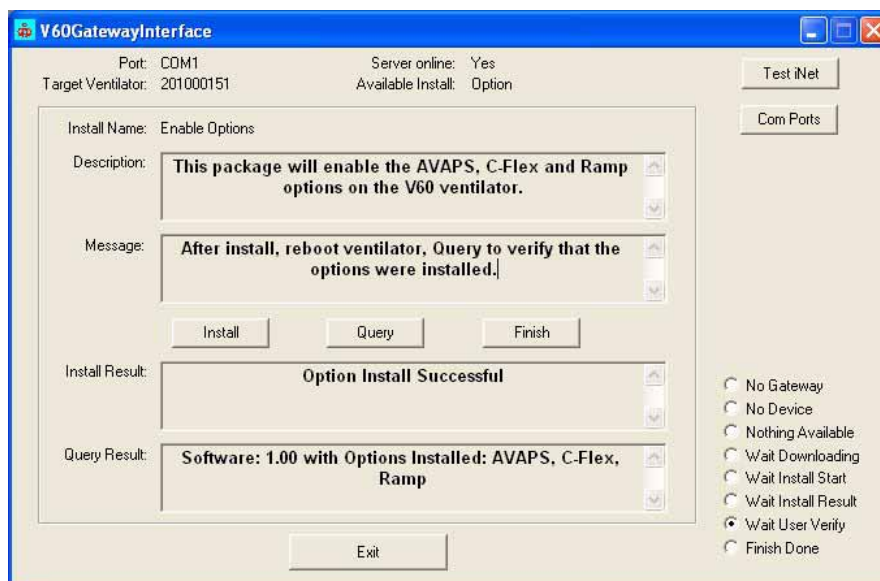 V60GatewayInterface
Port: COM1 Server online: Yes
Target Ventilator: 201000151 Available Install: Option
Test iNet
Com Ports
Install Name: Enable Options
Description: This package will enable the AVAPS, C-Flex and Ramp
options on the V60 ventilator.
Message: After install, reboot ventilator, Query to verify that the
options were installed.
Install Query Finish
Install Result: Option Install Successful
Query Result: Software: 1.00 with Options Installed: AVAPS, C-Flex,
Ramp
No Gateway
No Device
Nothing Available
Wait Downloading
Wait Install Start
Wait Install Result
Wait User Verify
Finish Done
Exit